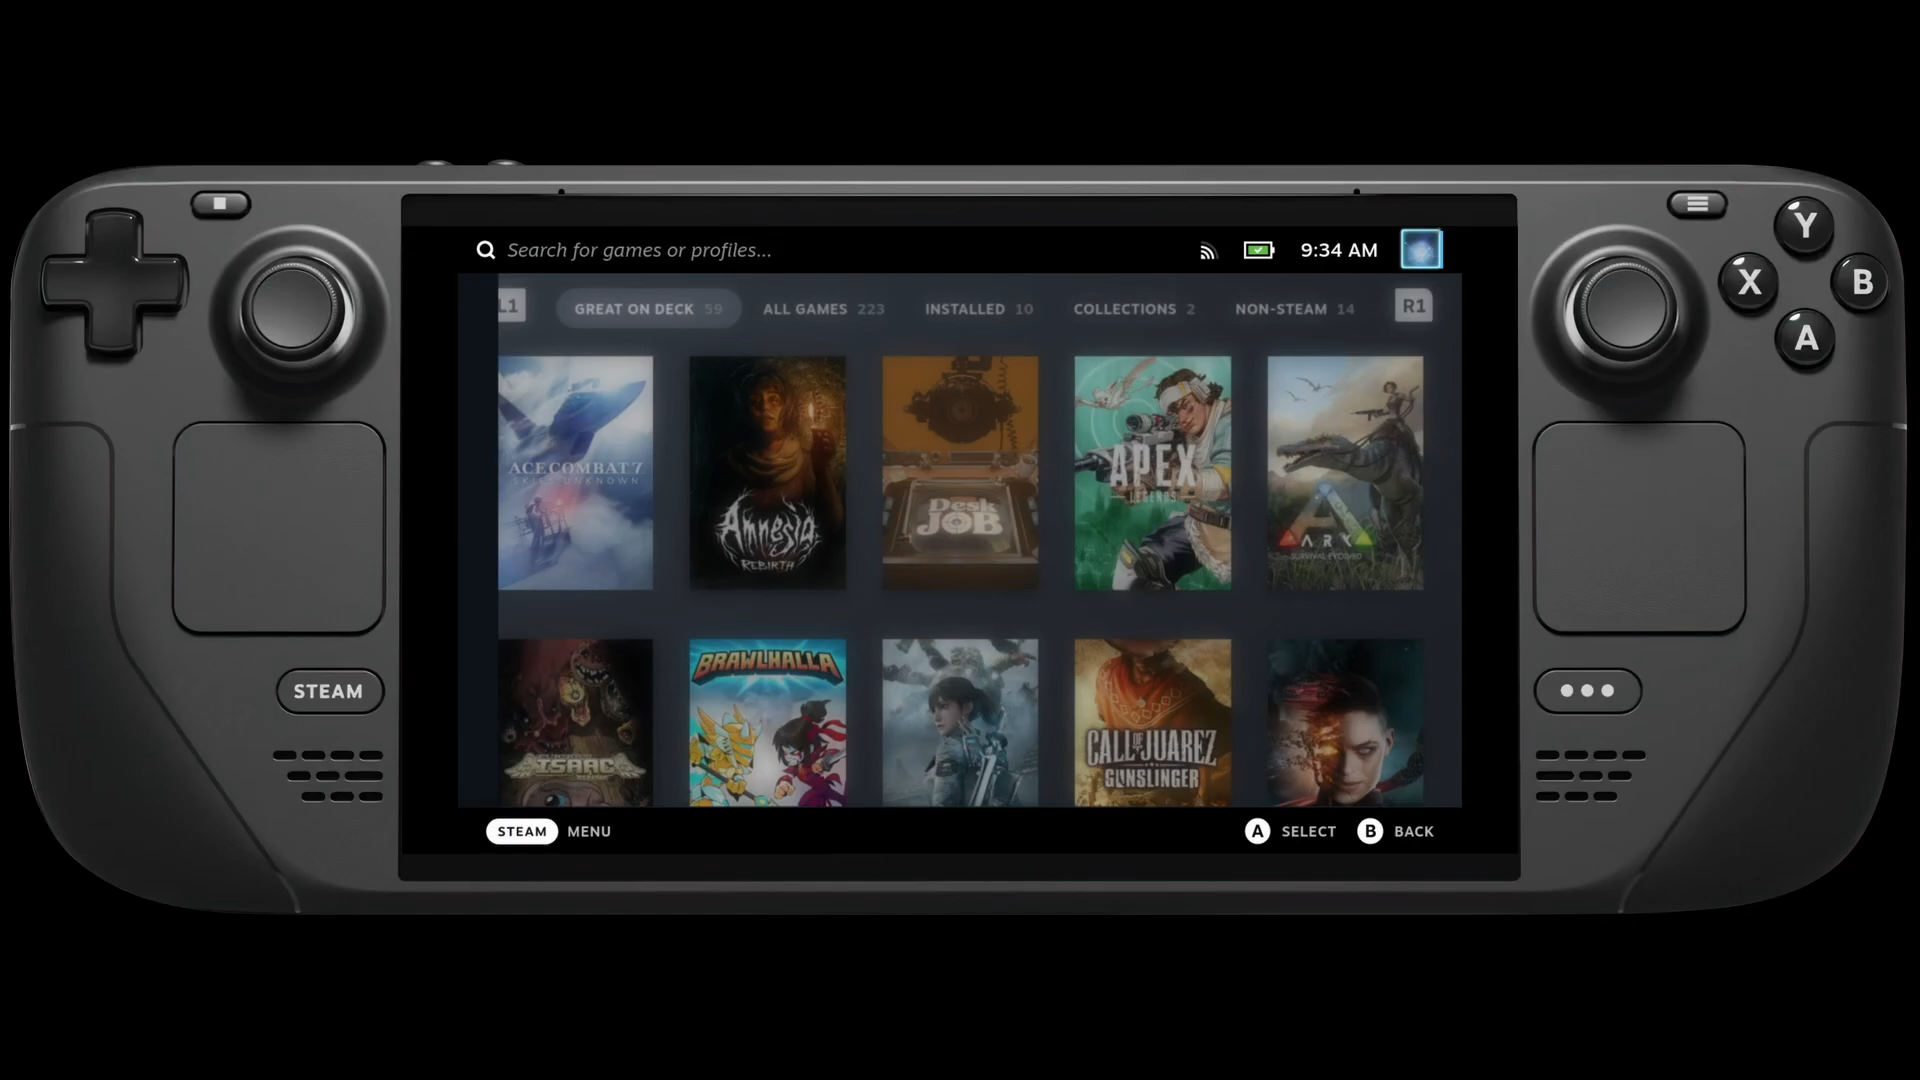 Search for games or profiles...
9:34 AM
L1
GREAT ON DECK 59
ALL GAMES 223
INSTALLED 10
COLLECTIONS 2
NON-STEAM 14
R1
Y
X
B
A
ACE COMBAT 7
SKIES UNKNOWN
Amnesia
REBIRTH
Desk
JOB
APEX
LEGENDS
ARK
SURVIVAL EVOLVED
STEAM
ISAAC
BRAWLHALLA
CALL OF JUAREZ
GUNSLINGER
STEAM MENU
A SELECT
B BACK